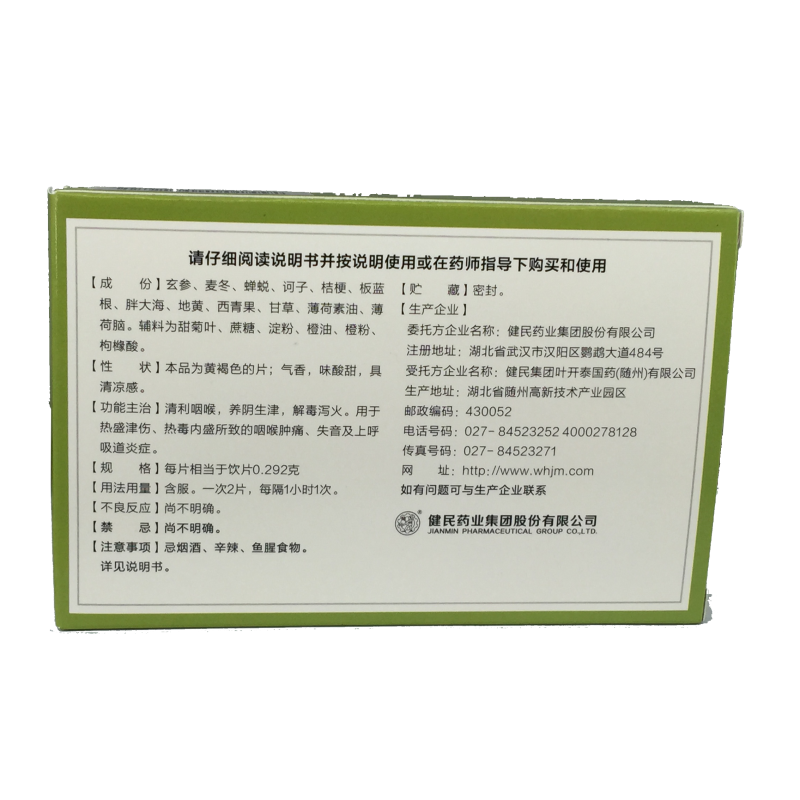 请仔细阅读说明书并按说明使用或在药师指导下购买和使用
【成 份】玄参、麦冬、蝉蜕、诃子、桔梗、板蓝
根、胖大海、地黄、西青果、甘草、薄荷素油、薄
荷脑。辅料为甜菊叶、蔗糖、淀粉、橙油、橙粉、
枸橼酸。
【性 状】本品为黄褐色的片；气香，味酸甜，具
清凉感。
【功能主治】清利咽喉，养阴生津，解毒泻火。用于
热盛津伤、热毒内盛所致的咽喉肿痛、失音及上呼
吸道炎症。
【规 格】每片相当于饮片0.292克
【用法用量】含服。一次2片，每隔1小时1次。
【不良反应】尚不明确。
【禁 忌】尚不明确。
【注意事项】忌烟酒、辛辣、鱼腥食物。
详见说明书。
【贮 藏】密封。
【生产企业】
委托方企业名称：健民药业集团股份有限公司
注册地址：湖北省武汉市汉阳区鹦鹉大道484号
受托方企业名称：健民集团叶开泰国药(随州)有限公司
生产地址：湖北省随州高新技术产业园区
邮政编码：430052
电话号码：027- 84523252 4000278128
传真号码：027- 84523271
网 址：http://www.whjm.com
如有问题可与生产企业联系
健民药业集团股份有限公司
JIANMIN PHARMACEUTICAL GROUP CO.,LTD.